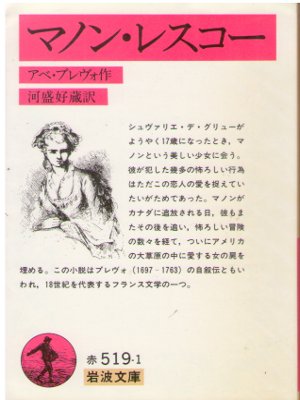 マノン・レスコー
アベ・プレヴォ作
河盛好蔵訳
シュヴァリエ・デ・グリューが
ようやく17歳になったとき，マ
ノンという美しい少女に会う．
彼が犯した幾多の怖ろしい行為
はただこの恋人の愛を捉えてい
たいがためであった．マノンが
カナダに追放される日，彼もま
たその後を追い，怖ろしい冒険
の数々を経て，ついにアメリカ
の大草原の中に愛する女の屍を
埋める．この小説はプレヴォ（1697‐1763）の自叙伝ともい
われ，18世紀を代表するフランス文学の一つ．
赤 519-1
岩波文庫